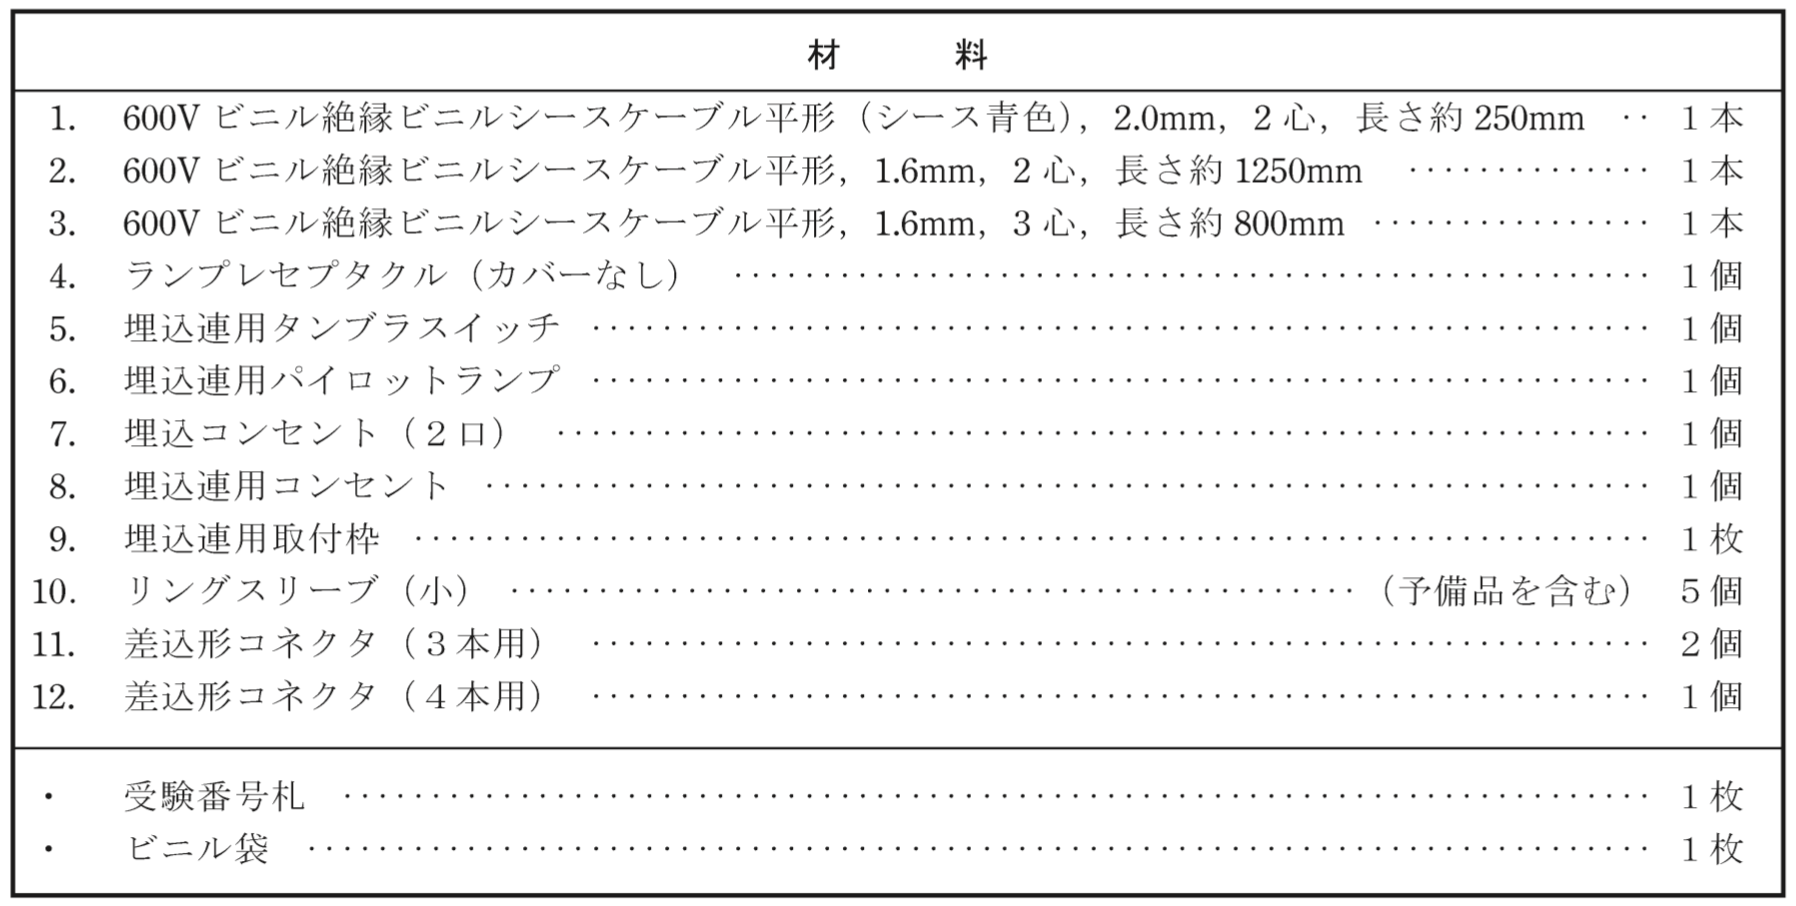 材　料
1. 600V ビニル絶縁ビニルシースケーブル平形（シース青色），2.0mm，2 心，長さ約 250mm ‥ 1 本
2. 600V ビニル絶縁ビニルシースケーブル平形，1.6mm，2 心，長さ約 1250mm ‥‥‥‥‥‥‥ 1 本
3. 600V ビニル絶縁ビニルシースケーブル平形，1.6mm，3 心，長さ約 800mm ‥‥‥‥‥‥‥‥ 1 本
4. ランプレセプタクル（カバーなし） ‥‥‥‥‥‥‥‥‥‥‥‥‥‥‥‥ 1 個
5. 埋込連用タンブラスイッチ ‥‥‥‥‥‥‥‥‥‥‥‥‥‥‥‥ 1 個
6. 埋込連用パイロットランプ ‥‥‥‥‥‥‥‥‥‥‥‥‥‥‥‥ 1 個
7. 埋込コンセント（2 口） ‥‥‥‥‥‥‥‥‥‥‥‥‥‥‥‥ 1 個
8. 埋込連用コンセント ‥‥‥‥‥‥‥‥‥‥‥‥‥‥‥‥ 1 個
9. 埋込連用取付枠 ‥‥‥‥‥‥‥‥‥‥‥‥‥‥‥‥ 1 枚
10. リングスリーブ（小） ‥‥‥‥‥‥‥‥‥‥‥‥‥‥（予備品を含む） 5 個
11. 差込形コネクタ（3 本用） ‥‥‥‥‥‥‥‥‥‥‥‥‥‥‥‥ 2 個
12. 差込形コネクタ（4 本用） ‥‥‥‥‥‥‥‥‥‥‥‥‥‥‥‥ 1 個
・ 受験番号札 ‥‥‥‥‥‥‥‥‥‥‥‥‥‥‥‥ 1 枚
・ ビニル袋 ‥‥‥‥‥‥‥‥‥‥‥‥‥‥‥‥ 1 枚